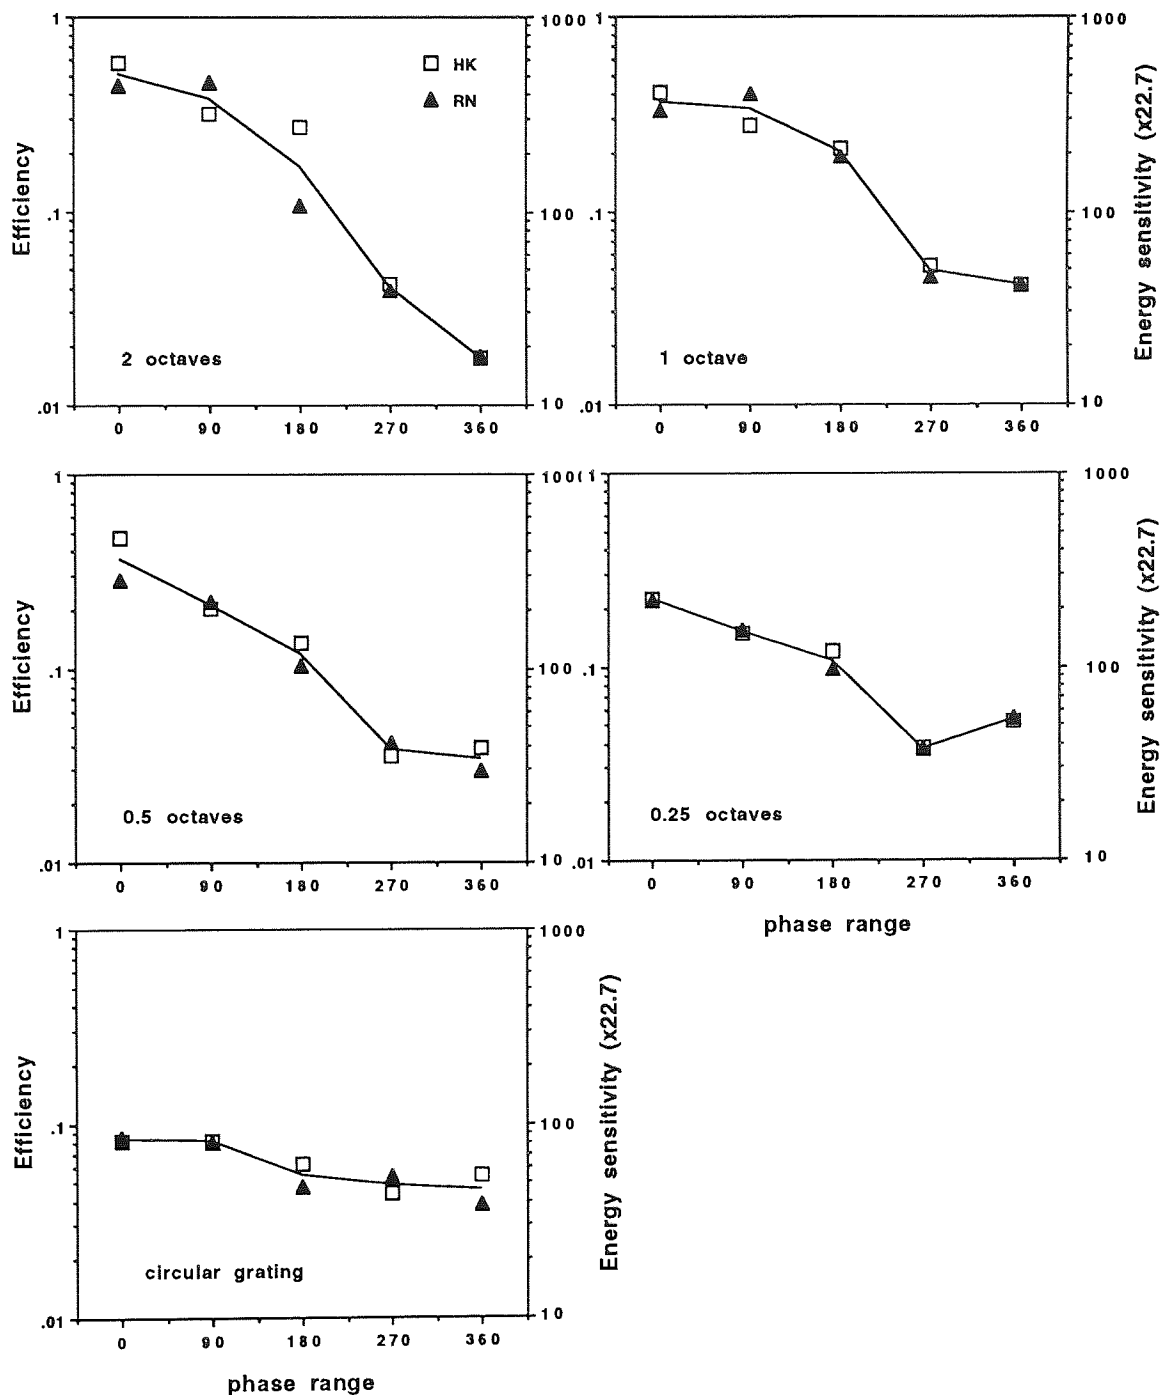 1
1000
HK
RN
.1
100
.01
10
2 octaves
0 90 180 270 360
Efficiency
1
1000
.1
100
.01
10
1 octave
0 90 180 270 360
Energy sensitivity (x22.7)
1
100(
.1
100
.01
10
0.5 octaves
0 90 180 270 360
Efficiency
1
1000
.1
100
.01
10
0.25 octaves
0 90 180 270 360
phase range
Energy sensitivity (x22.7)
1
1000
.1
100
.01
10
circular grating
0 90 180 270 360
phase range
Efficiency
Energy sensitivity (x22.7)